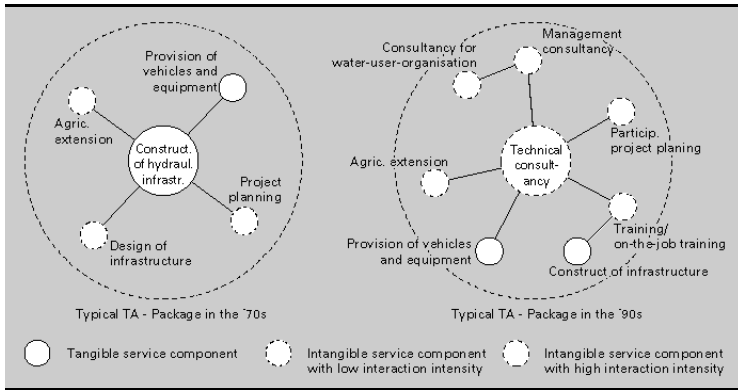 Provision of
vehicles and
equipment
Agric.
extension
Construct.
of hydraul.
infrastr.
Project
planning
Design of
infrastructure
Typical TA - Package in the '70s
Management
consultancy
Consultancy for
water-user-organisation
Particip.
project planing
Technical
consult-
ancy
Agric. extension
Training/
on-the-job training
Provision of vehicles
and equipment
Construct of infrastructure
Typical TA - Package in the '90s
Tangible service component
Intangible service component
with low interaction intensity
Intangible service component
with high interaction intensity